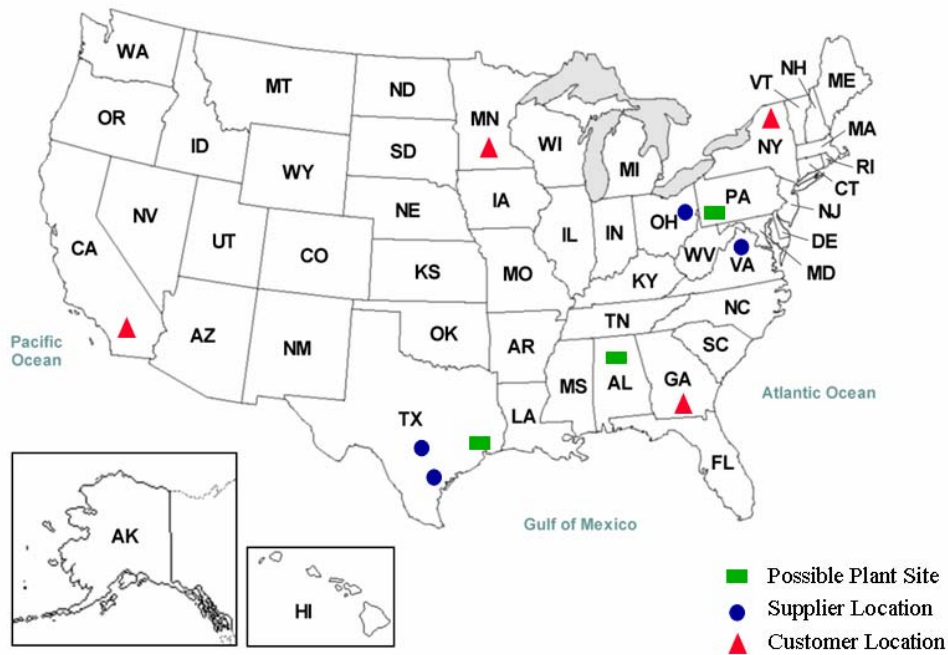 WA
MT
ND
MN
VT
NH
ME
OR
ID
SD
WI
MI
NY
MA
RI
CT
WY
IA
NE
PA
NJ
NV
UT
CO
IL
IN
OH
DE
CA
KS
MO
WV
VA
MD
KY
NC
AZ
NM
OK
AR
TN
SC
Pacific
Ocean
MS
AL
GA
Atlantic Ocean
TX
LA
FL
Gulf of Mexico
AK
HI
Possible Plant Site
Supplier Location
Customer Location